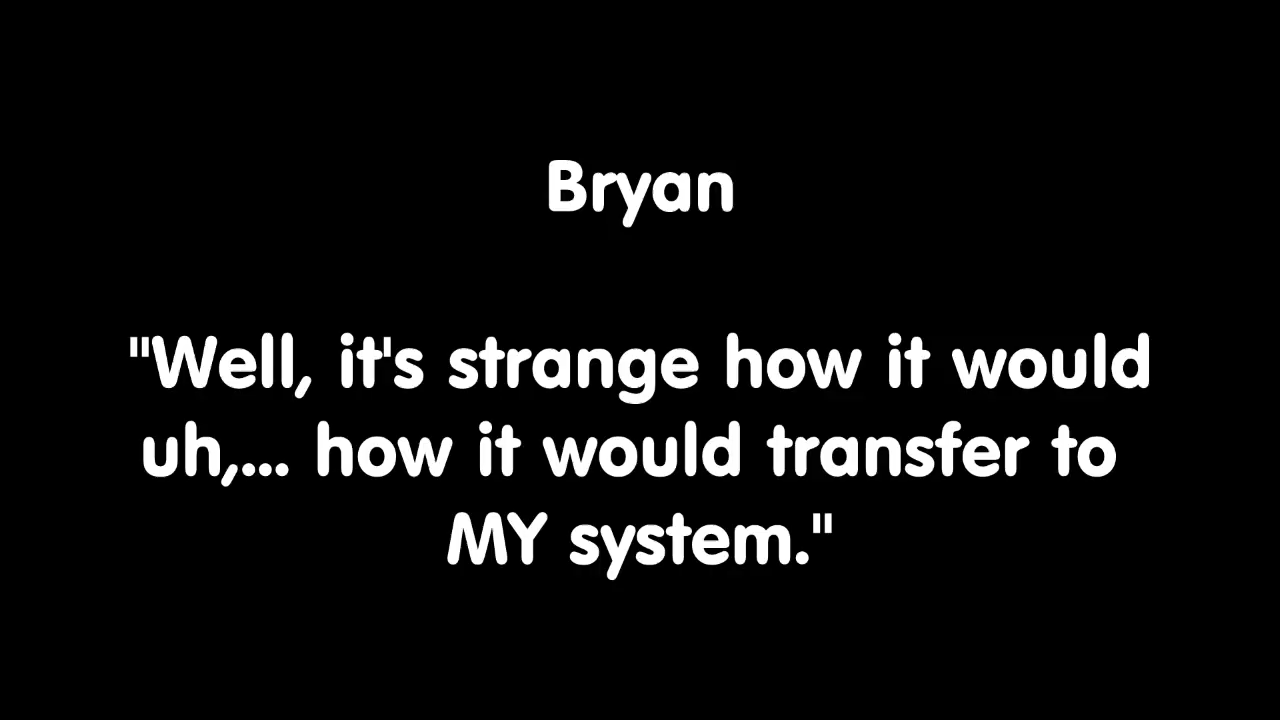 Bryan
"Well, it's strange how it would
uh,... how it would transfer to
MY system."